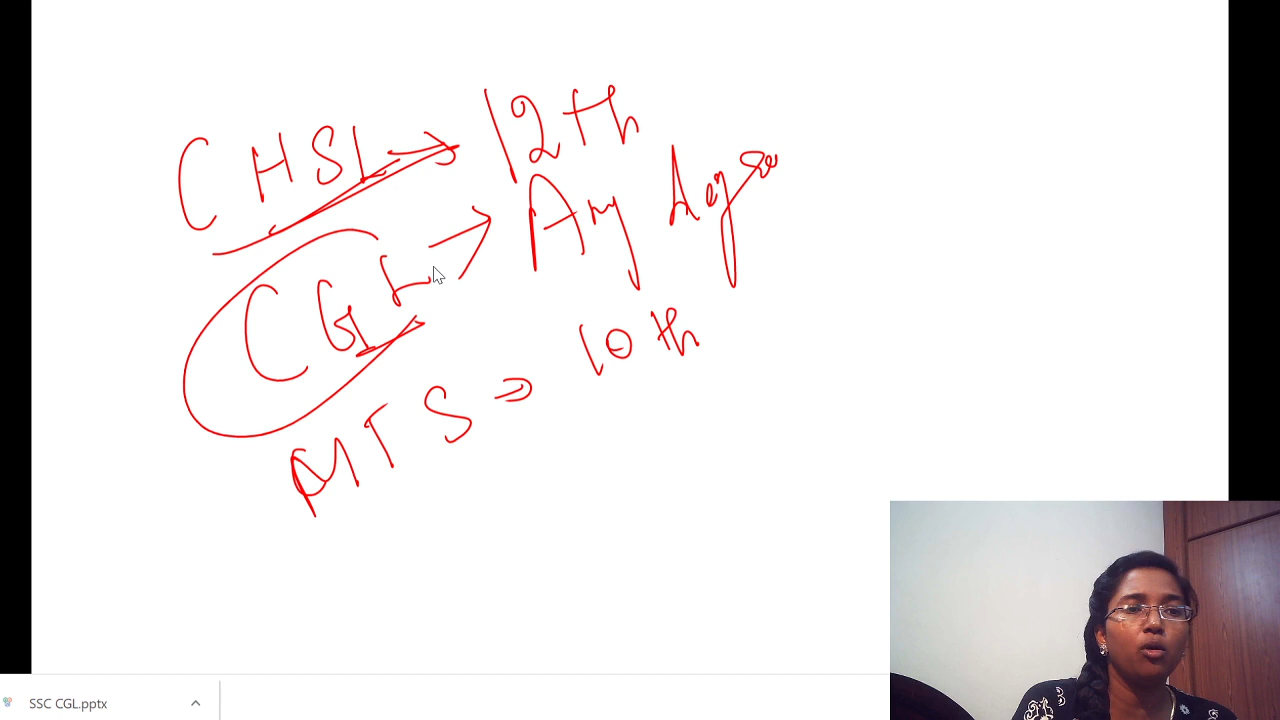 CHSL → 12th
CGL → Any degree
MTS ⇒ 10th
SSC CGL.pptx